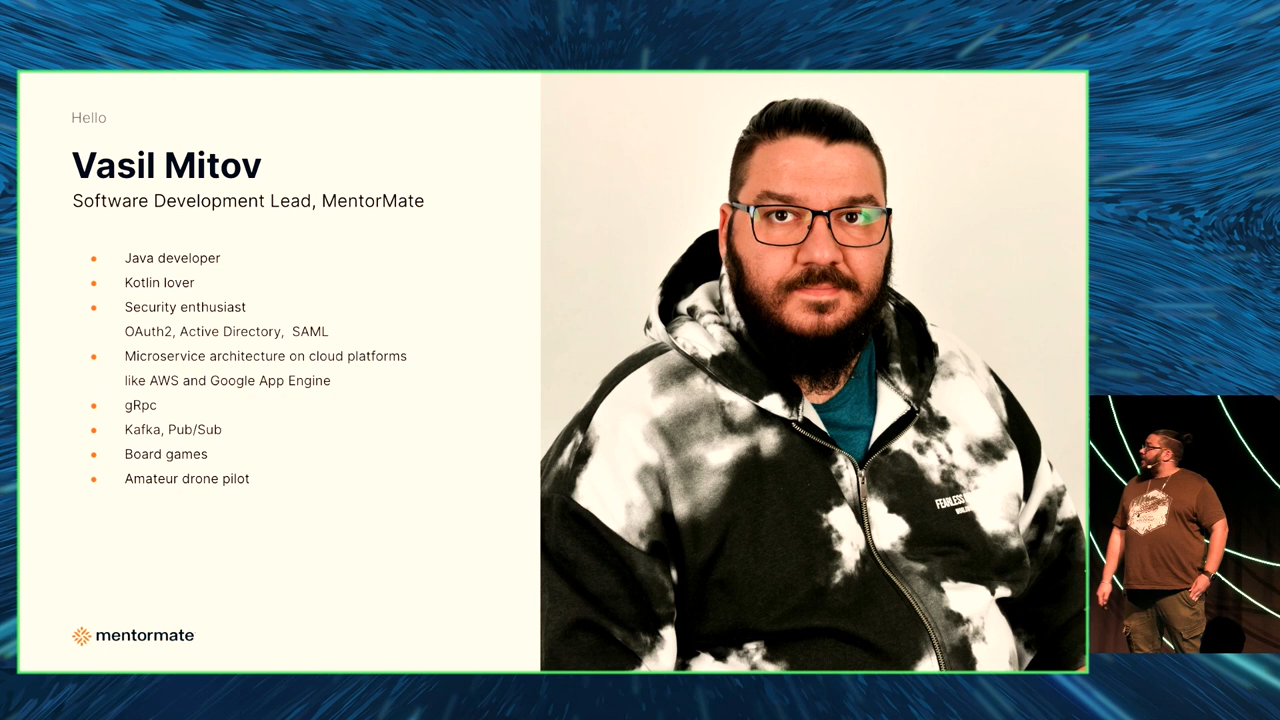 Hello
Vasil Mitov
Software Development Lead, MentorMate
Java developer
Kotlin lover
Security enthusiast
OAuth2, Active Directory, SAML
Microservice architecture on cloud platforms
like AWS and Google App Engine
gRpc
Kafka, Pub/Sub
Board games
Amateur drone pilot
mentormate
FEARLESS